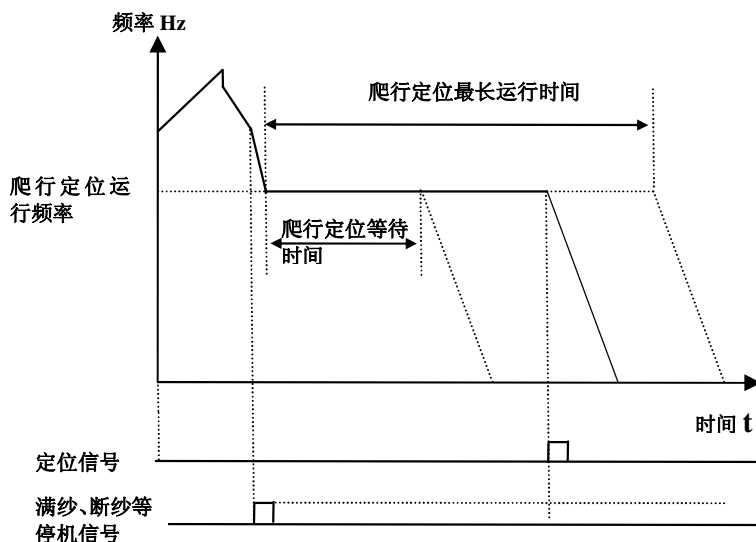 频率 Hz
爬行定位最长运行时间
爬行定位运
行频率
爬行定位等待
时间
时间 t
定位信号
满纱、断纱等
停机信号